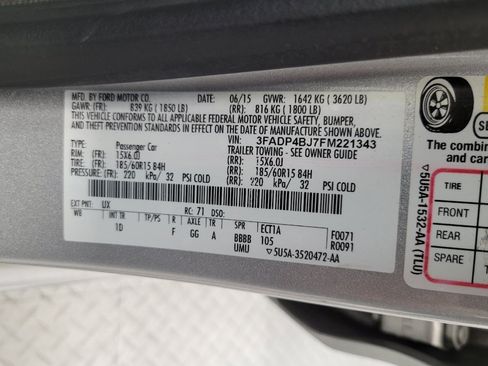 MFD. BY FORD MOTOR CO.
DATE: 06/15 GVWR: 1642 KG ( 3620 LB)
GAWR: (FR): 839 KG ( 1850 LB) (RR): 816 KG ( 1800 LB)
THIS VEHICLE CONFORMS TO ALL APPLICABLE FEDERAL MOTOR VEHICLE SAFETY, BUMPER,
AND THEFT PREVENTION STANDARDS IN EFFECT ON THE DATE OF MANUFACTURE SHOWN ABOVE.
VIN: 3FADP4BJ7FM221343
TYPE: Passenger Car TRAILER TOWING - SEE OWNER GUIDE
RIM: (FR): 15X6.0J (RR): 15X6.0J
TIRE: (FR): 185/60R15 84H (RR): 185/60R15 84H
PRESSURE: (FR): 220 kPa/ 32 PSI COLD (RR): 220 kPa/ 32 PSI COLD
EXT PNT: UX RC: 71 DSO:
WB INT TR TP/PS R AXLE TR SPR ECT1A F0071
1D F GG A BBBB 105 R0091
UMU ▽5U5A-3520472-AA
▽5U5A-1532-AA (TLU)
The combine
and car
TIRE
FRONT
REAR
SPARE